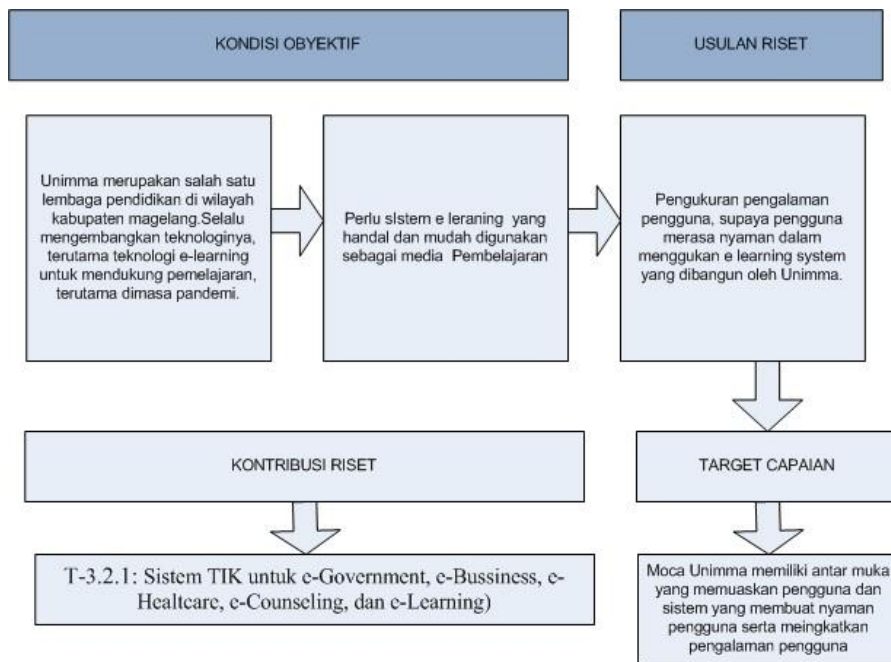 KONDISI OBYEKTIF
USULAN RISET
Unimma merupakan salah satu
lembaga pendidikan di wilayah
kabupaten magelang.Selalu
mengembangkan teknologinya,
terutama teknologi e-learning
untuk mendukung pemelajaran,
terutama dimasa pandemi.
Perlu sIstem e leraning yang
handal dan mudah digunakan
sebagai media Pembelajaran
Pengukuran pengalaman
pengguna, supaya pengguna
merasa nyaman dalam
menggukan e learning system
yang dibangun oleh Unimma.
KONTRIBUSI RISET
TARGET CAPAIAN
T-3.2.1: Sistem TIK untuk e-Government, e-Bussiness, e-
Healtcare, e-Counseling, dan e-Learning)
Moca Unimma memiliki antar muka
yang memuaskan pengguna dan
sistem yang membuat nyaman
pengguna serta meingkatkan
pengalaman pengguna